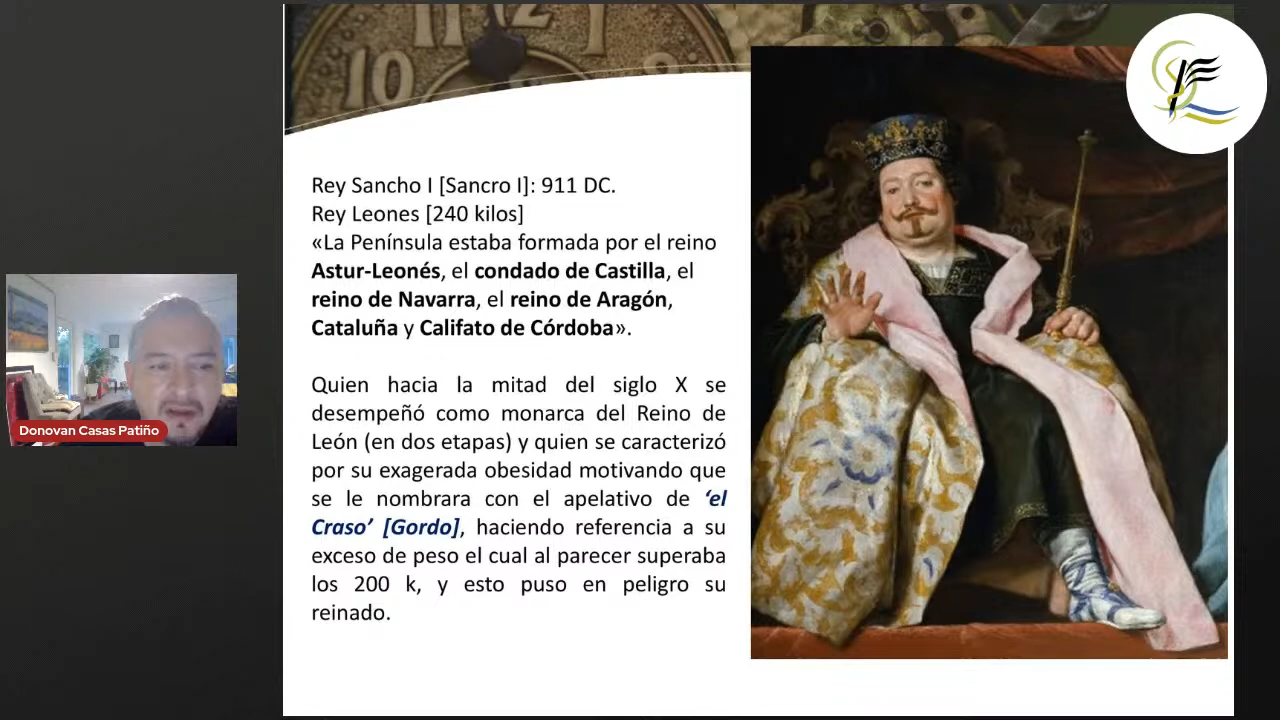 11 12 1
10
Rey Sancho I [Sancro I]: 911 DC.
Rey Leones [240 kilos]
«La Península estaba formada por el reino
Astur-Leonés, el condado de Castilla, el
reino de Navarra, el reino de Aragón,
Cataluña y Califato de Córdoba».
Quien hacia la mitad del siglo X se
desempeñó como monarca del Reino de
León (en dos etapas) y quien se caracterizó
por su exagerada obesidad motivando que
se le nombrara con el apelativo de ‘el
Craso’ [Gordo], haciendo referencia a su
exceso de peso el cual al parecer superaba
los 200 k, y esto puso en peligro su
reinado.
Donovan Casas Patiño